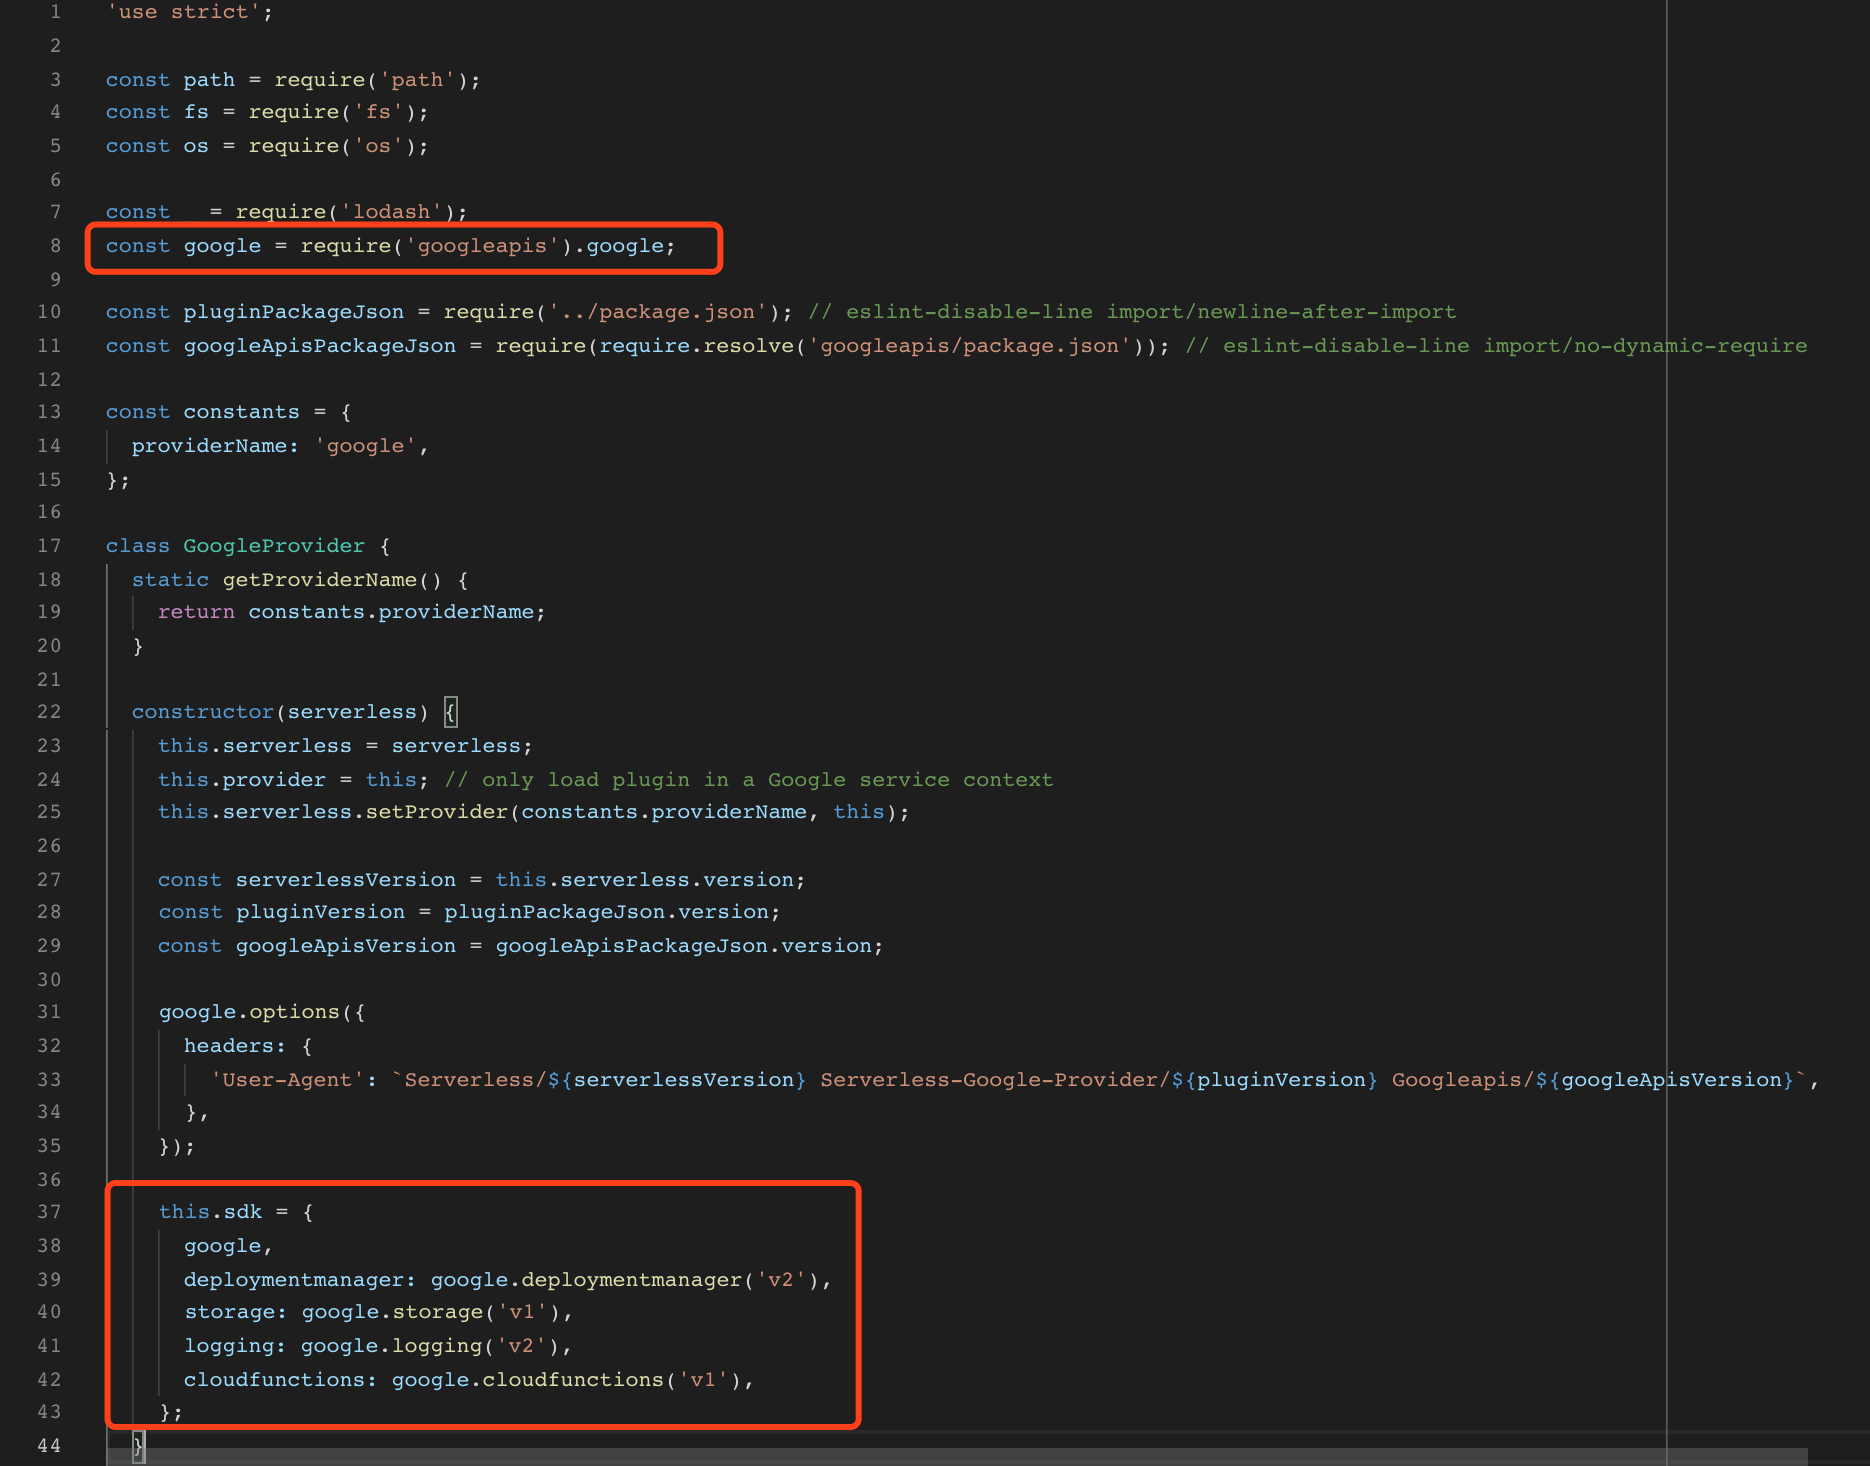 1 'use strict';
2
3 const path = require('path');
4 const fs = require('fs');
5 const os = require('os');
6
7 const _ = require('lodash');
8 const google = require('googleapis').google;
9
10 const pluginPackageJson = require('../package.json'); // eslint-disable-line import/newline-after-import
11 const googleApisPackageJson = require(require.resolve('googleapis/package.json')); // eslint-disable-line import/no-dynamic-require
12
13 const constants = {
14   providerName: 'google',
15 };
16
17 class GoogleProvider {
18   static getProviderName() {
19     return constants.providerName;
20   }
21
22   constructor(serverless) {
23     this.serverless = serverless;
24     this.provider = this; // only load plugin in a Google service context
25     this.serverless.setProvider(constants.providerName, this);
26
27     const serverlessVersion = this.serverless.version;
28     const pluginVersion = pluginPackageJson.version;
29     const googleApisVersion = googleApisPackageJson.version;
30
31     google.options({
32       headers: {
33         'User-Agent': `Serverless/${serverlessVersion} Serverless-Google-Provider/${pluginVersion} Googleapis/${googleApisVersion}`,
34       },
35     });
36
37     this.sdk = {
38       google,
39       deploymentmanager: google.deploymentmanager('v2'),
40       storage: google.storage('v1'),
41       logging: google.logging('v2'),
42       cloudfunctions: google.cloudfunctions('v1'),
43     };
44   }